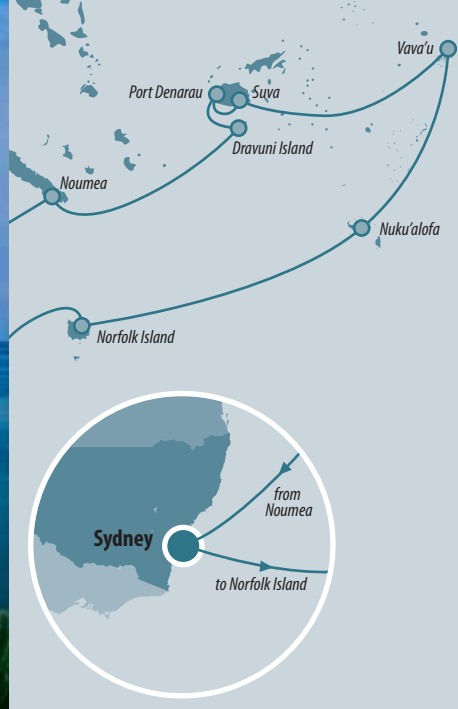 Vava'u
Port Denarau
Suva
Dravuni Island
Noumea
Nuku'alofa
Norfolk Island
from
Noumea
Sydney
to Norfolk Island